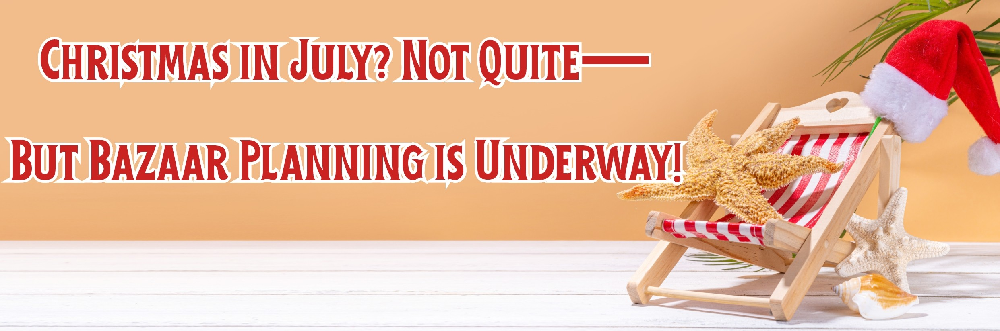 Christmas in July? Not Quite—
But Bazaar Planning is Underway!